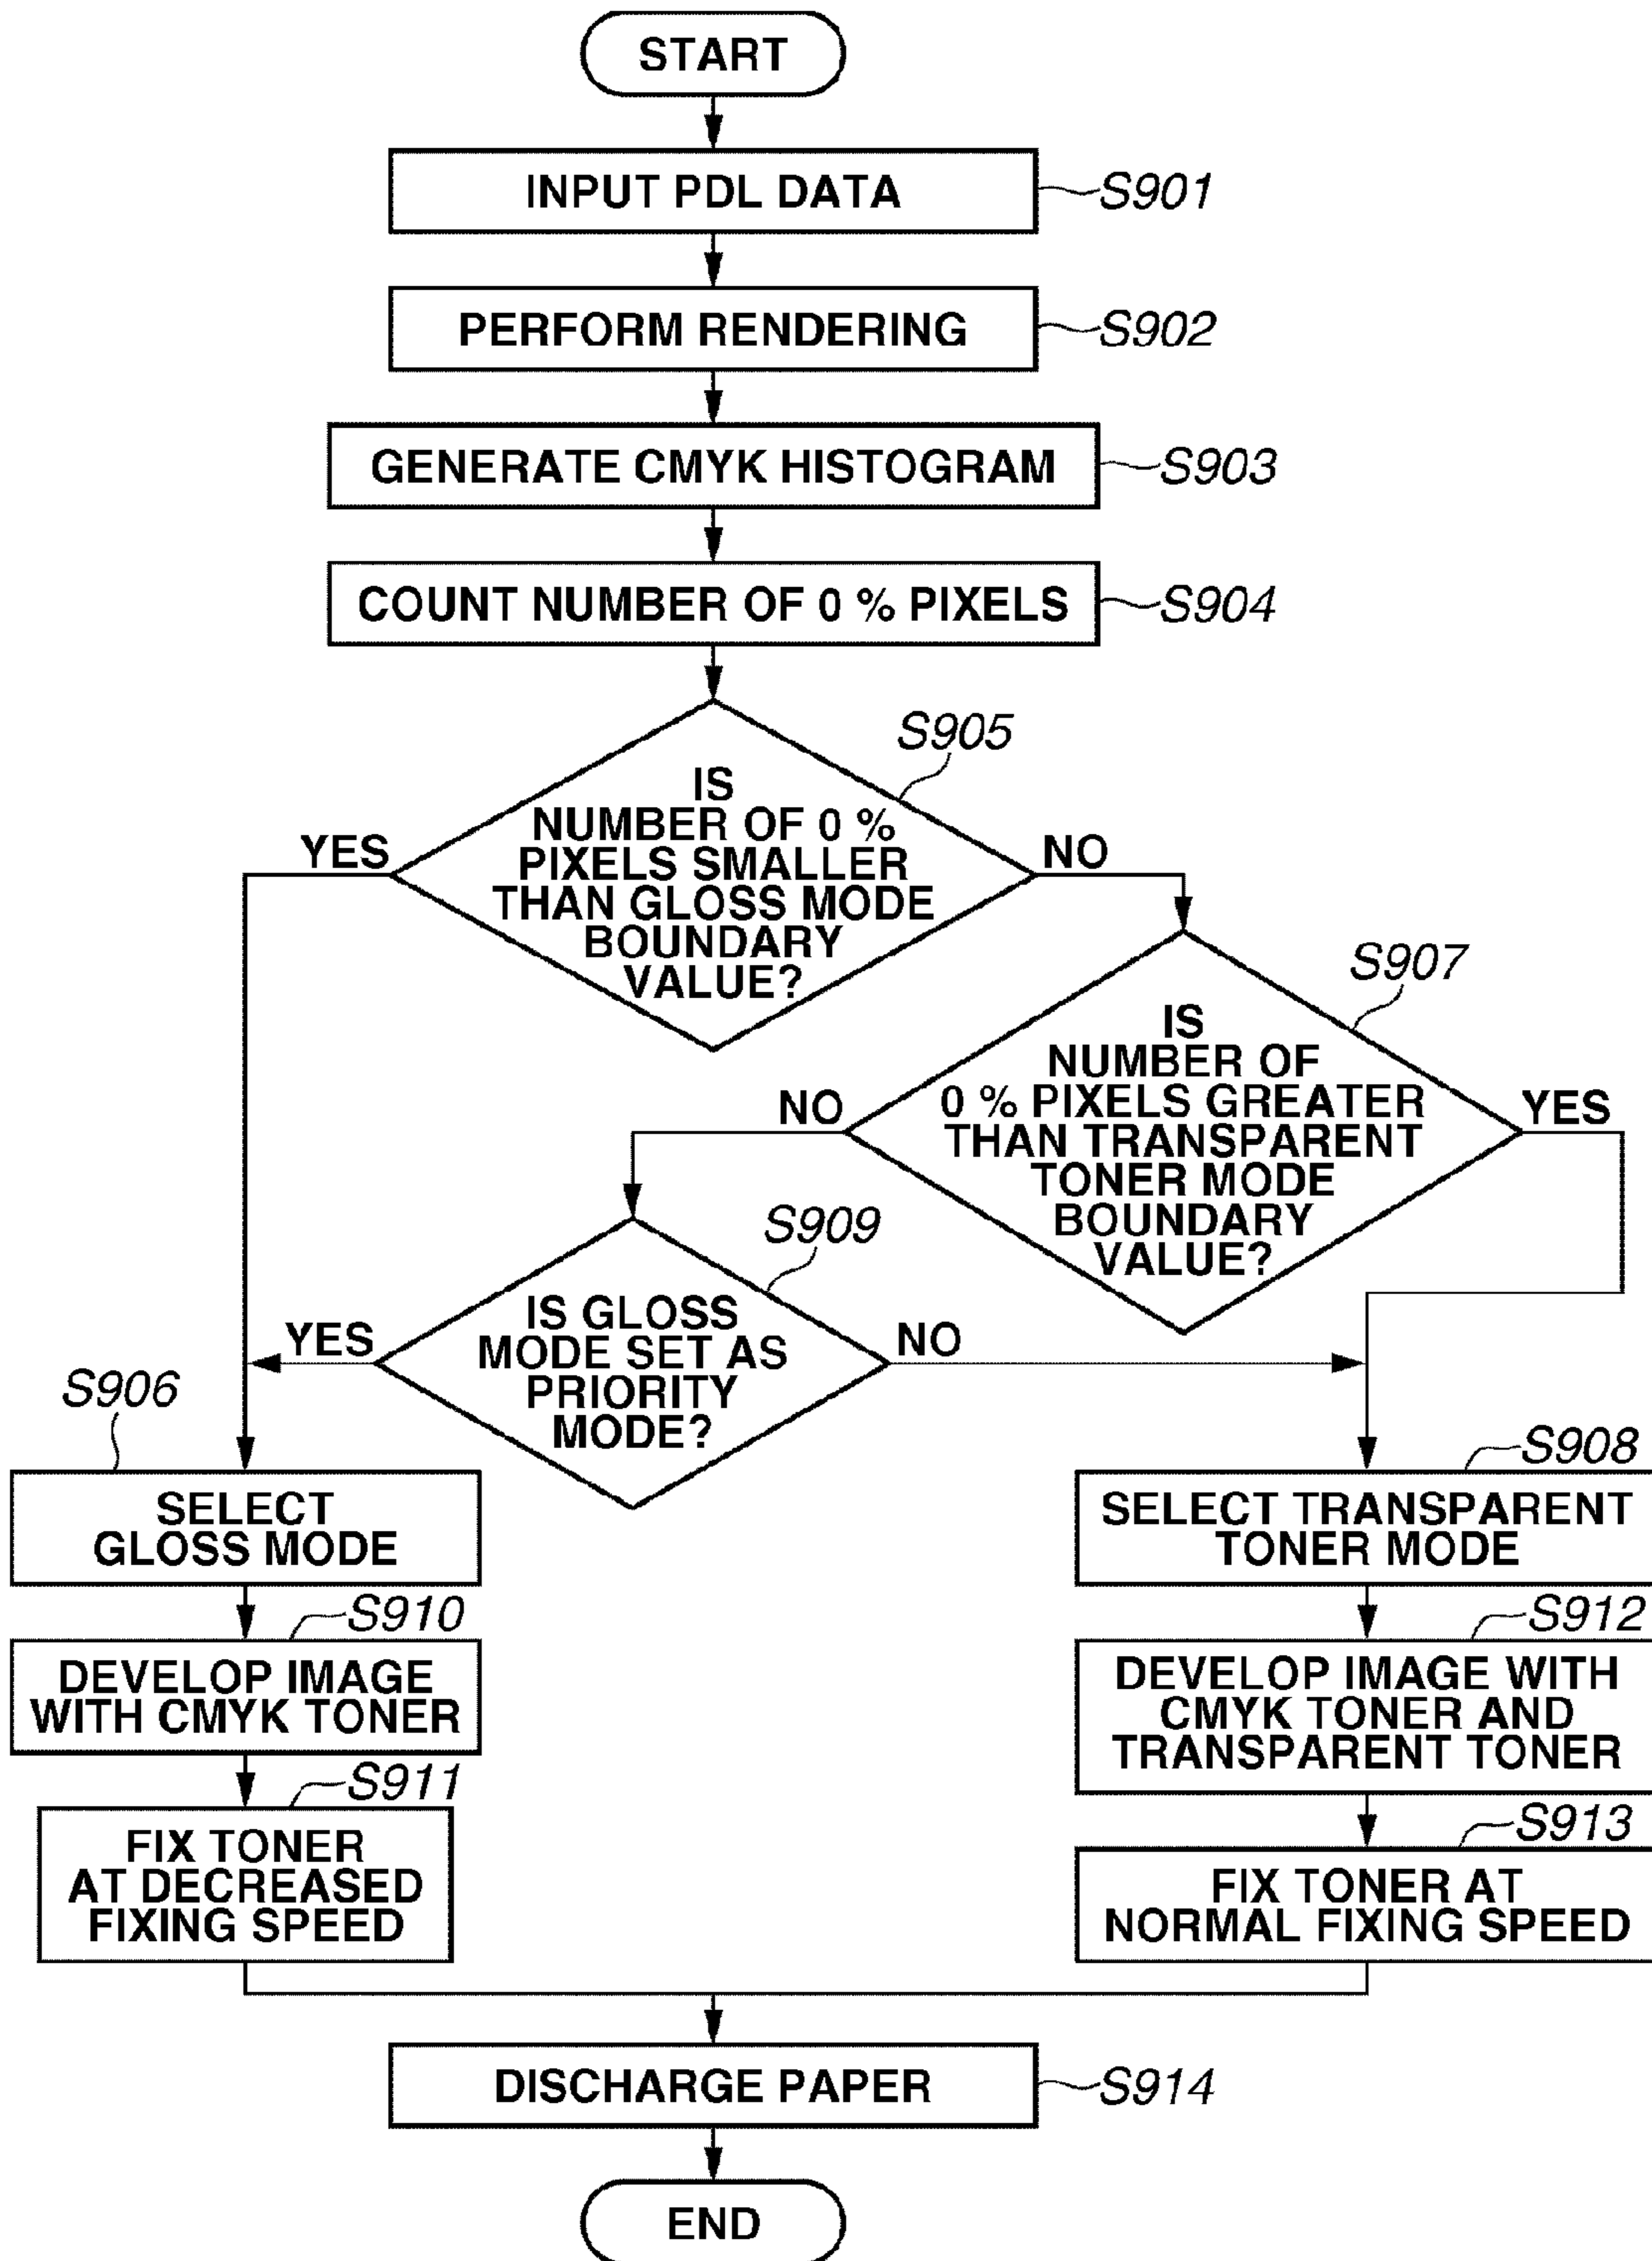 START
INPUT PDL DATA
S901
PERFORM RENDERING
S902
GENERATE CMYK HISTOGRAM
S903
COUNT NUMBER OF 0 % PIXELS
S904
S905
IS
NUMBER OF 0 %
PIXELS SMALLER
THAN GLOSS MODE
BOUNDARY
VALUE?
YES
NO
S907
IS
NUMBER OF
0 % PIXELS GREATER
THAN TRANSPARENT
TONER MODE
BOUNDARY
VALUE?
NO
YES
S909
IS GLOSS
MODE SET AS
PRIORITY
MODE?
YES
NO
S906
SELECT
GLOSS MODE
S908
SELECT TRANSPARENT
TONER MODE
S910
DEVELOP IMAGE
WITH CMYK TONER
S912
DEVELOP IMAGE WITH
CMYK TONER AND
TRANSPARENT TONER
S911
FIX TONER
AT DECREASED
FIXING SPEED
S913
FIX TONER AT
NORMAL FIXING SPEED
DISCHARGE PAPER
S914
END